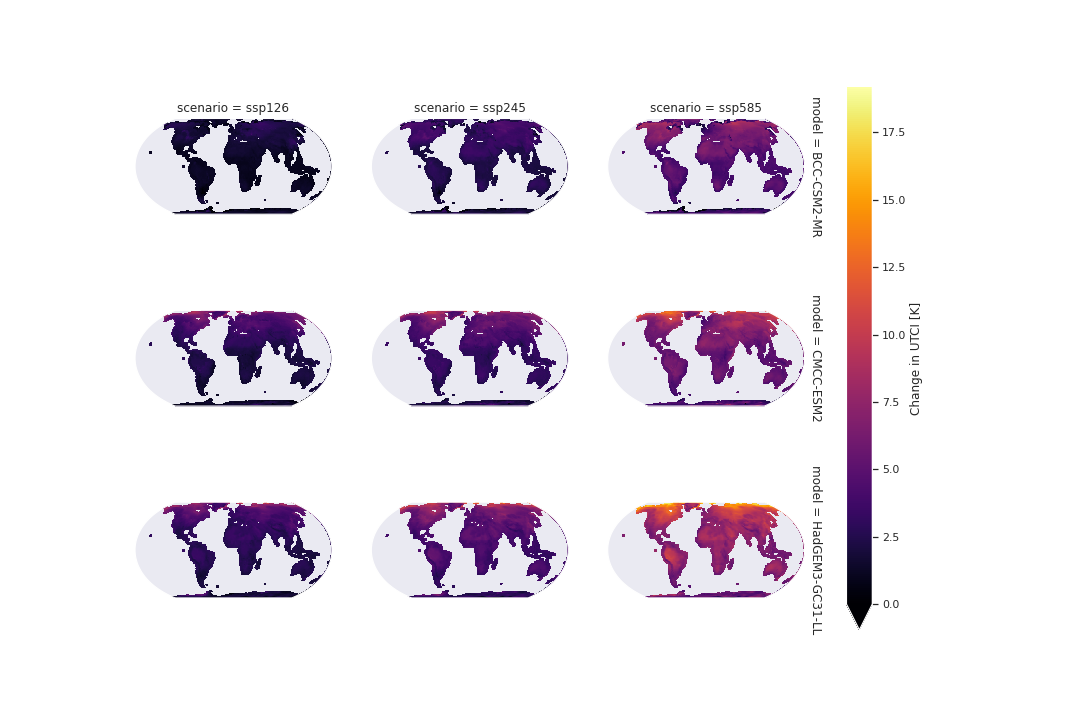 scenario = ssp126
scenario = ssp245
scenario = ssp585
model = BCC-CSM2-MR
model = CMCC-ESM2
model = HadGEM3-GC31-LL
17.5
15.0
12.5
10.0
7.5
5.0
2.5
0.0
Change in UTCI [K]